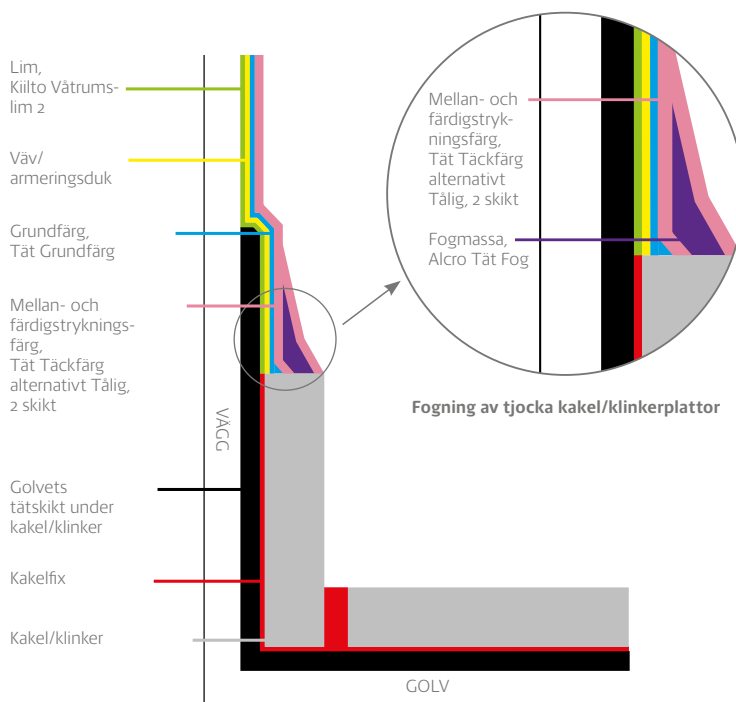 Lim,
Kiilto Våtrums-
lim 2
Väv/
armeringsduk
Grundfärg,
Tät Grundfärg
Mellan- och
färdigstryknings-
färg,
Tät Täckfärg
alternativt Tålig,
2 skikt
Golvets
tätskikt under
kakel/klinker
Kakelfix
Kakel/klinker
VÄGG
GOLV
Mellan- och
färdigstryk-
ningsfärg,
Tät Täckfärg
alternativt
Tålig, 2 skikt
Fogmassa,
Alcro Tät Fog
Fogning av tjocka kakel/klinkerplattor